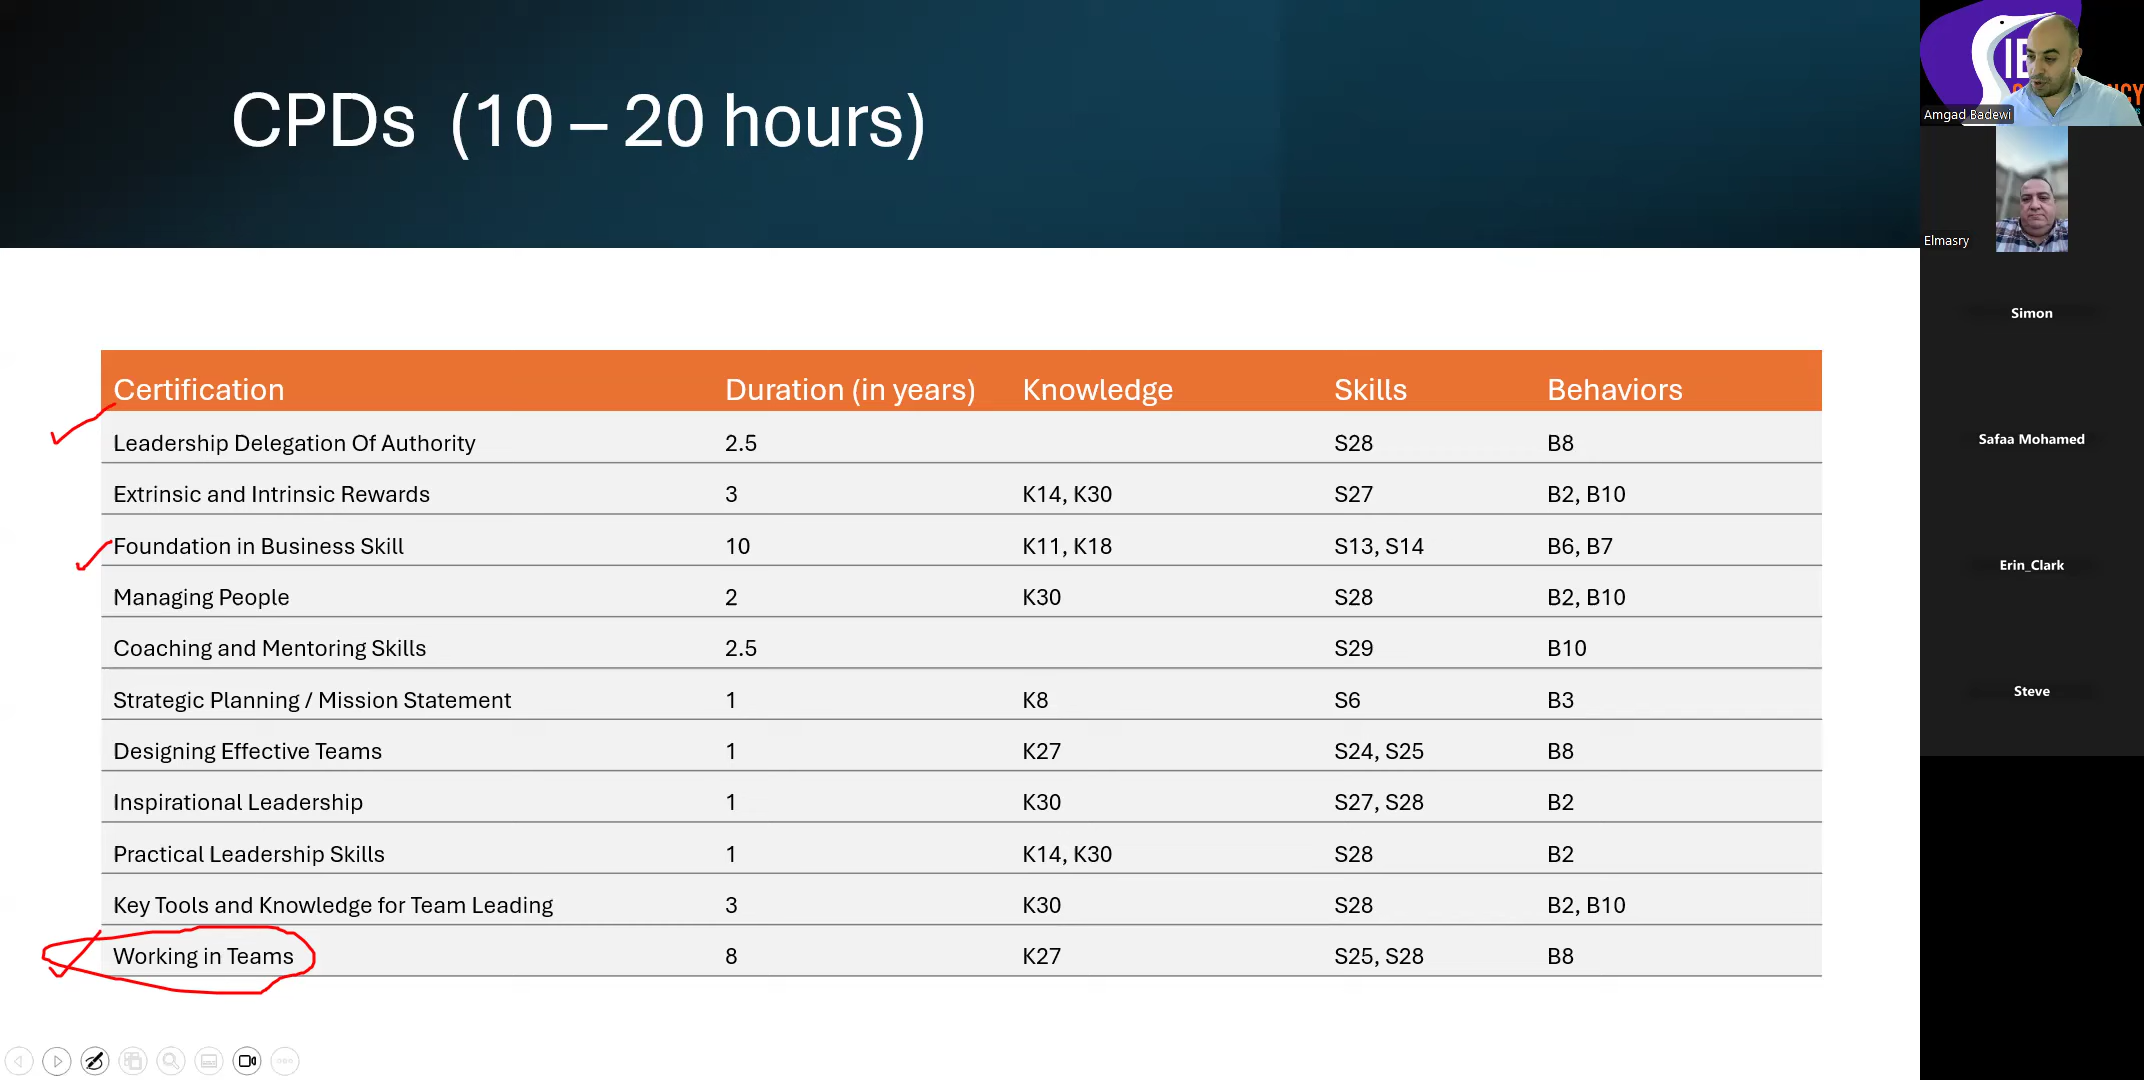 CPDs (10 – 20 hours)
Certification Duration (in years) Knowledge Skills Behaviors
Leadership Delegation Of Authority 2.5 S28 B8
Extrinsic and Intrinsic Rewards 3 K14, K30 S27 B2, B10
Foundation in Business Skill 10 K11, K18 S13, S14 B6, B7
Managing People 2 K30 S28 B2, B10
Coaching and Mentoring Skills 2.5 S29 B10
Strategic Planning / Mission Statement 1 K8 S6 B3
Designing Effective Teams 1 K27 S24, S25 B8
Inspirational Leadership 1 K30 S27, S28 B2
Practical Leadership Skills 1 K14, K30 S28 B2
Key Tools and Knowledge for Team Leading 3 K30 S28 B2, B10
Working in Teams 8 K27 S25, S28 B8
Amgad Badewi
Elmasry
Simon
Safaa Mohamed
Erin_Clark
Steve